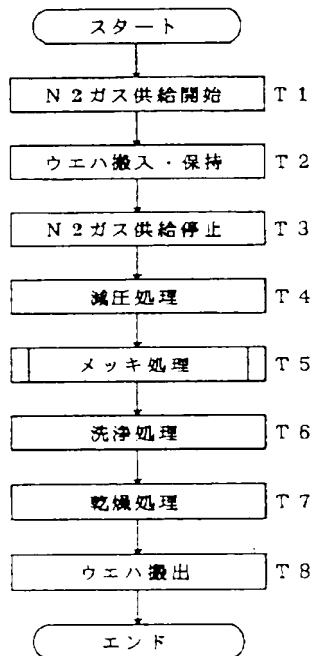 スタート
N2ガス供給開始 T1
ウエハ搬入・保持 T2
N2ガス供給停止 T3
減圧処理 T4
メッキ処理 T5
洗浄処理 T6
乾燥処理 T7
ウエハ搬出 T8
エンド